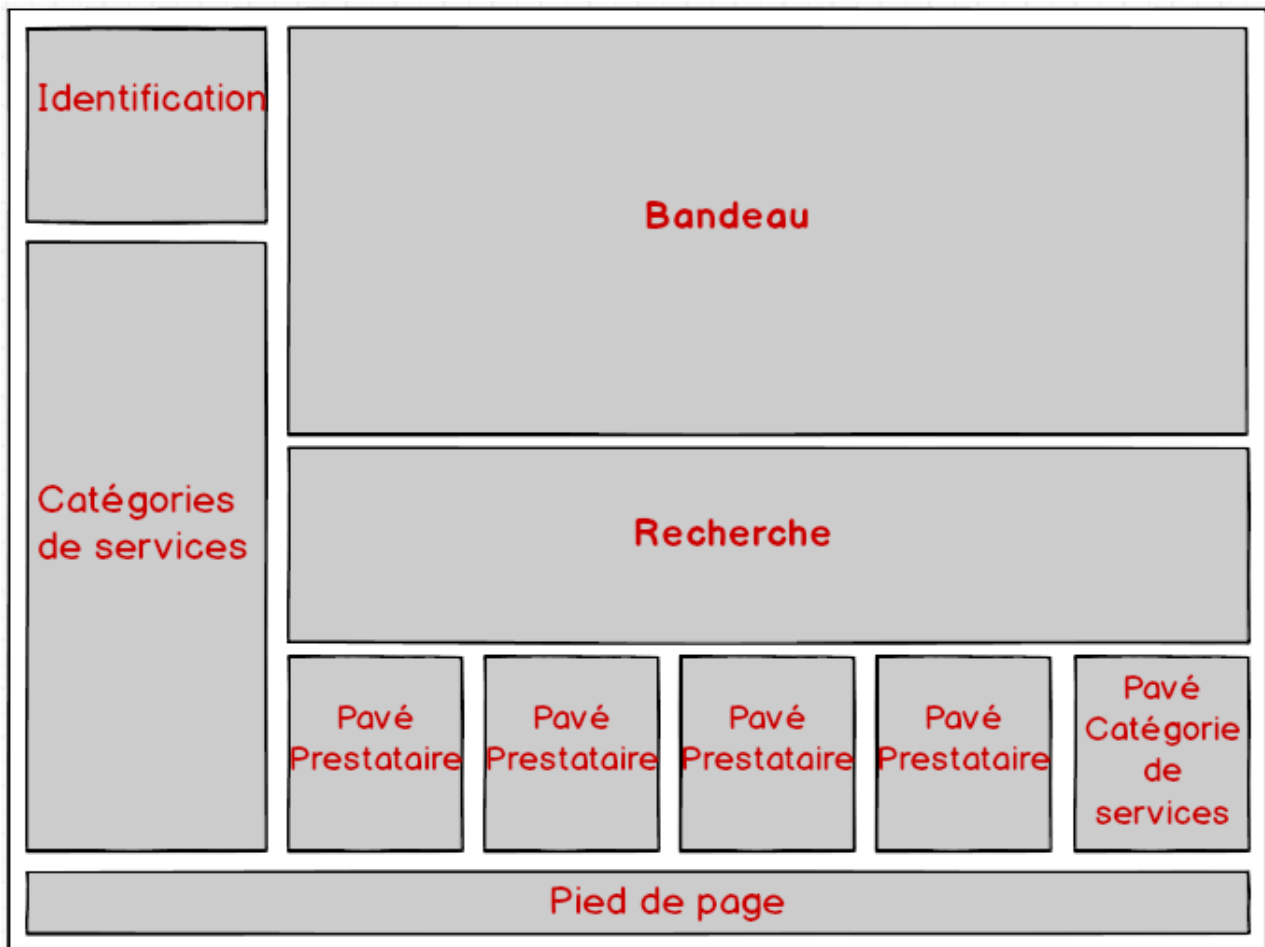 Identification
Bandeau
Catégories
de services
Recherche
Pavé
Prestataire
Pavé
Prestataire
Pavé
Prestataire
Pavé
Prestataire
Pavé
Catégorie
de
services
Pied de page